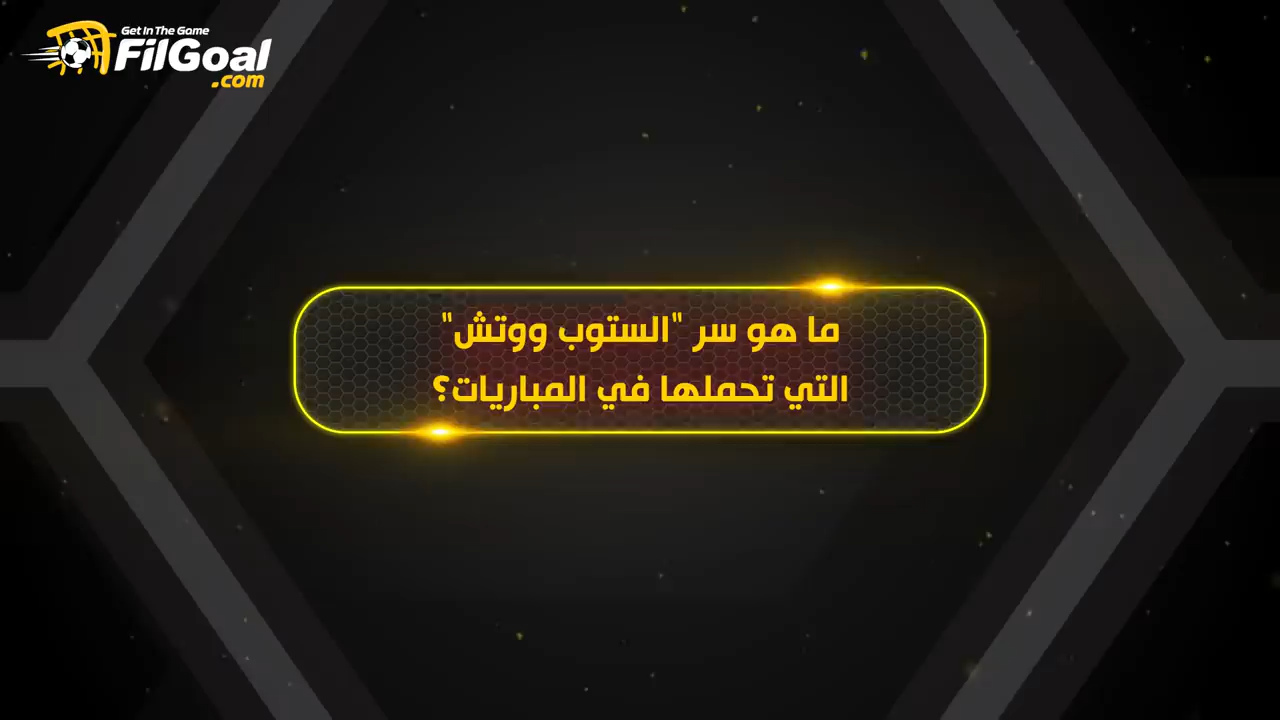 Get In The Game
FilGoal
.com
ما هو سر "الستوب ووتش"
التي تحملها في المباريات؟